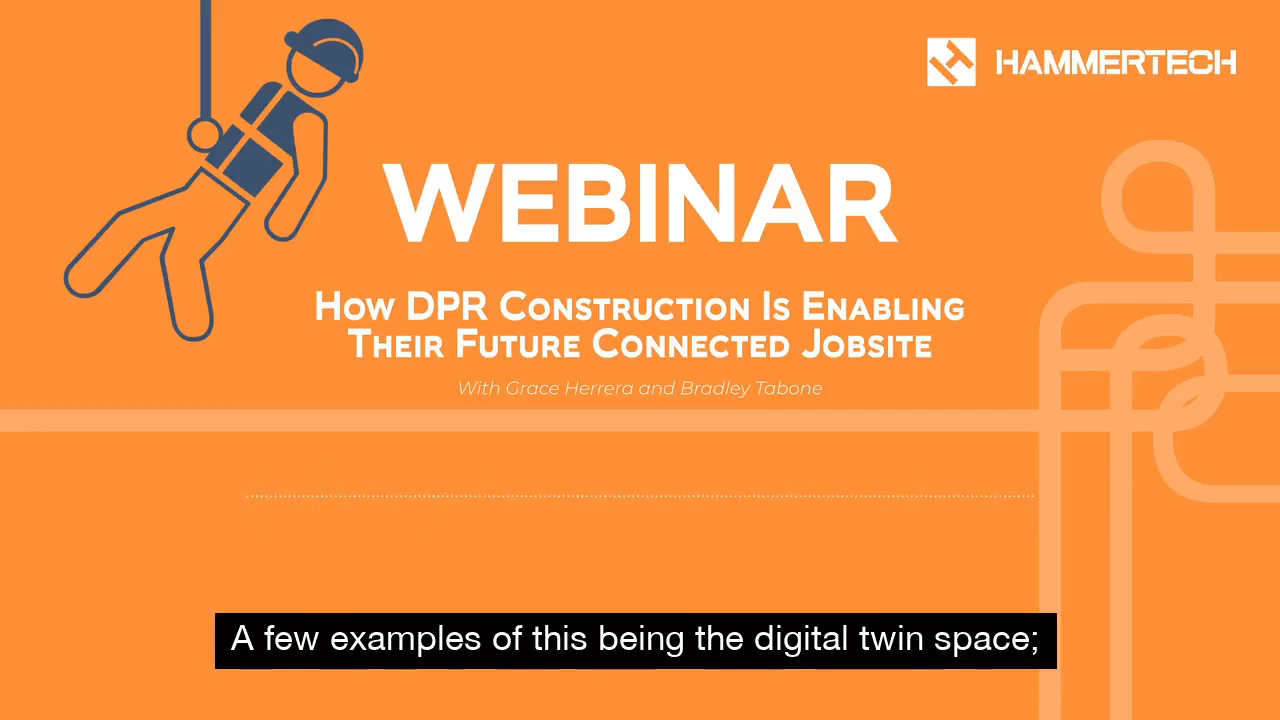 HAMMERTECH
WEBINAR
How DPR Construction Is Enabling
Their Future Connected Jobsite
With Grace Herrera and Bradley Tabone
A few examples of this being the digital twin space;